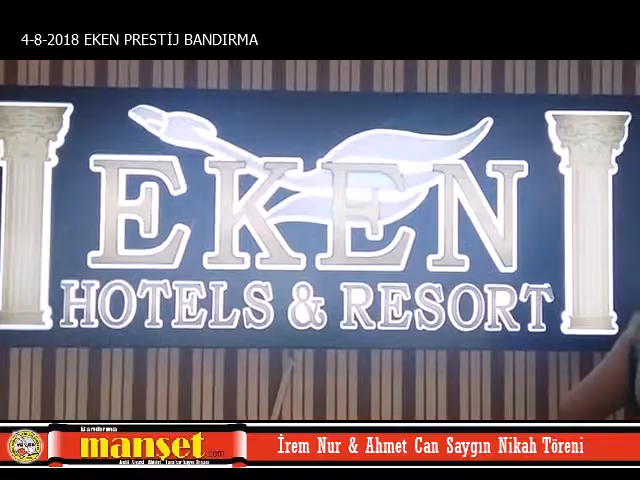 4-8-2018 EKEN PRESTİJ BANDIRMA
EKEN
HOTELS & RESORT
Bandırma
manşet.com
İrem Nur & Ahmet Can Saygın Nikah Töreni